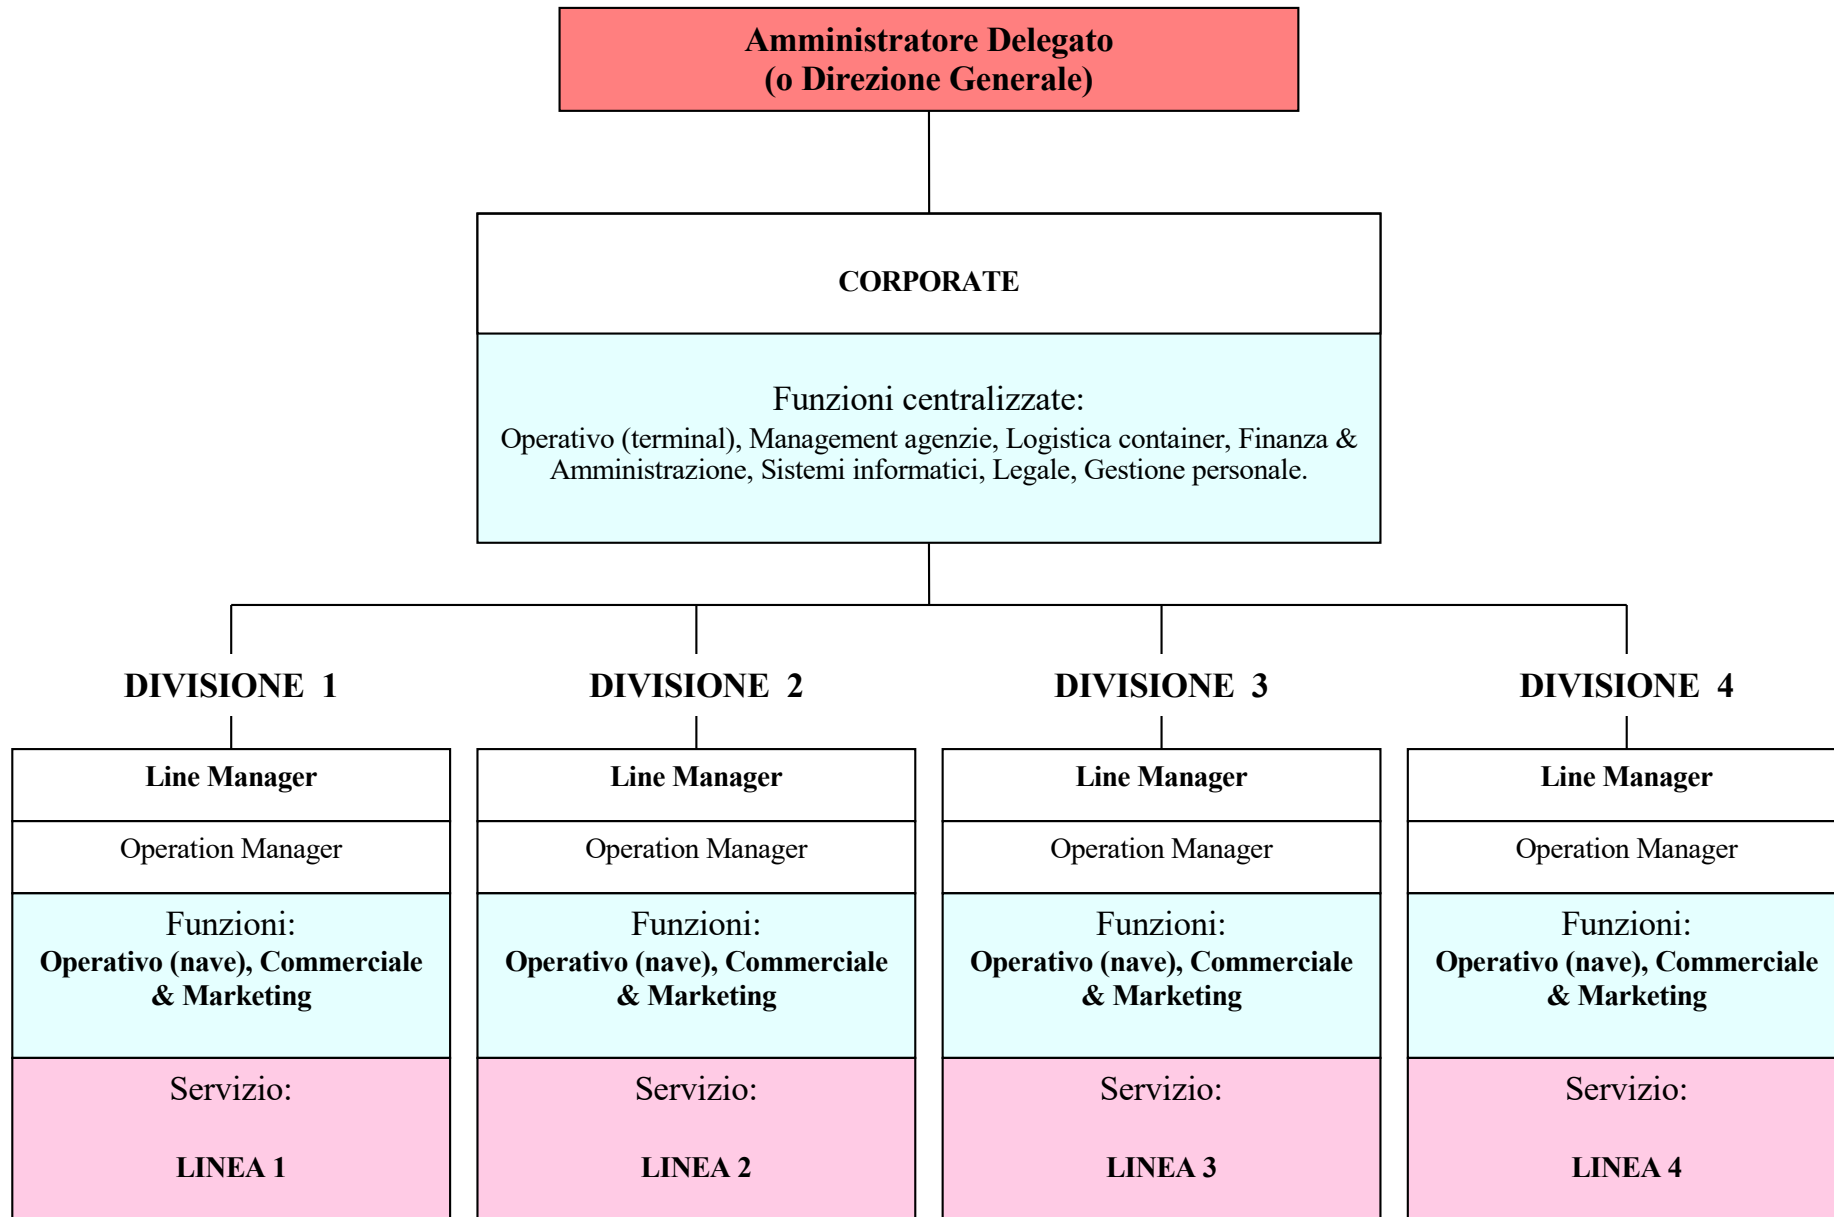 Amministratore Delegato
(o Direzione Generale)
CORPORATE
Funzioni centralizzate:
Operativo (terminal), Management agenzie, Logistica container, Finanza &
Amministrazione, Sistemi informatici, Legale, Gestione personale.
DIVISIONE 1
Line Manager
Operation Manager
Funzioni:
Operativo (nave), Commerciale
& Marketing
Servizio:
LINEA 1
DIVISIONE 2
Line Manager
Operation Manager
Funzioni:
Operativo (nave), Commerciale
& Marketing
Servizio:
LINEA 2
DIVISIONE 3
Line Manager
Operation Manager
Funzioni:
Operativo (nave), Commerciale
& Marketing
Servizio:
LINEA 3
DIVISIONE 4
Line Manager
Operation Manager
Funzioni:
Operativo (nave), Commerciale
& Marketing
Servizio:
LINEA 4